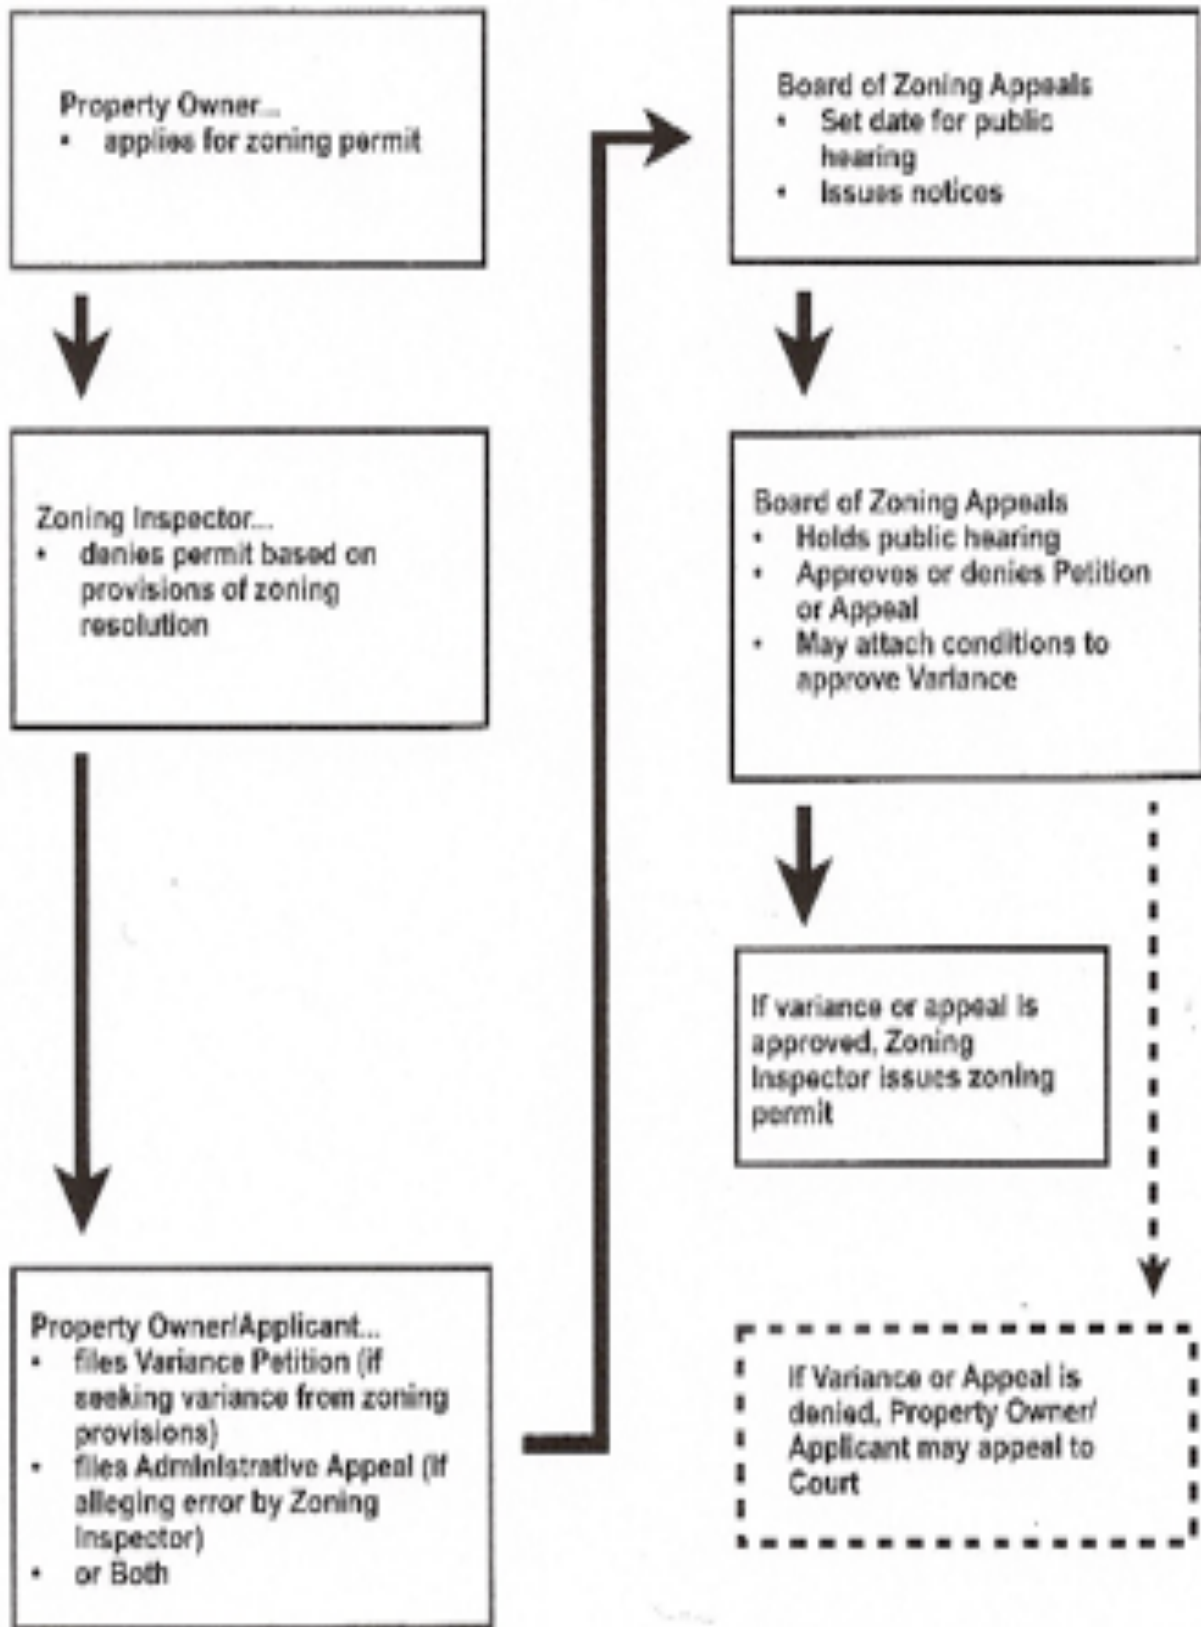 Property Owner...
• applies for zoning permit
Zoning Inspector...
• denies permit based on
provisions of zoning
resolution
Property Owner/Applicant...
• files Variance Petition (if
seeking variance from zoning
provisions)
• files Administrative Appeal (if
alleging error by Zoning
Inspector)
• or Both
Board of Zoning Appeals
• Set date for public
hearing
• Issues notices
Board of Zoning Appeals
• Holds public hearing
• Approves or denies Petition
or Appeal
• May attach conditions to
approve Variance
If variance or appeal is
approved, Zoning
Inspector issues zoning
permit
If Variance or Appeal is
denied, Property Owner/
Applicant may appeal to
Court